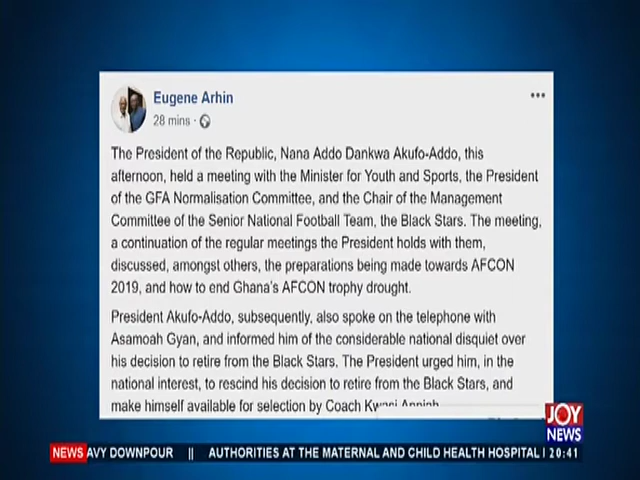 Eugene Arhin
28 mins ·
The President of the Republic, Nana Addo Dankwa Akufo-Addo, this
afternoon, held a meeting with the Minister for Youth and Sports, the President
of the GFA Normalisation Committee, and the Chair of the Management
Committee of the Senior National Football Team, the Black Stars. The meeting,
a continuation of the regular meetings the President holds with them,
discussed, amongst others, the preparations being made towards AFCON
2019, and how to end Ghana's AFCON trophy drought.
President Akufo-Addo, subsequently, also spoke on the telephone with
Asamoah Gyan, and informed him of the considerable national disquiet over
his decision to retire from the Black Stars. The President urged him, in the
national interest, to rescind his decision to retire from the Black Stars, and
make himself available for selection by Coach Kwasi Appiah
JOY
NEWS
NEWS AVY DOWNPOUR || AUTHORITIES AT THE MATERNAL AND CHILD HEALTH HOSPITAL I 20:41